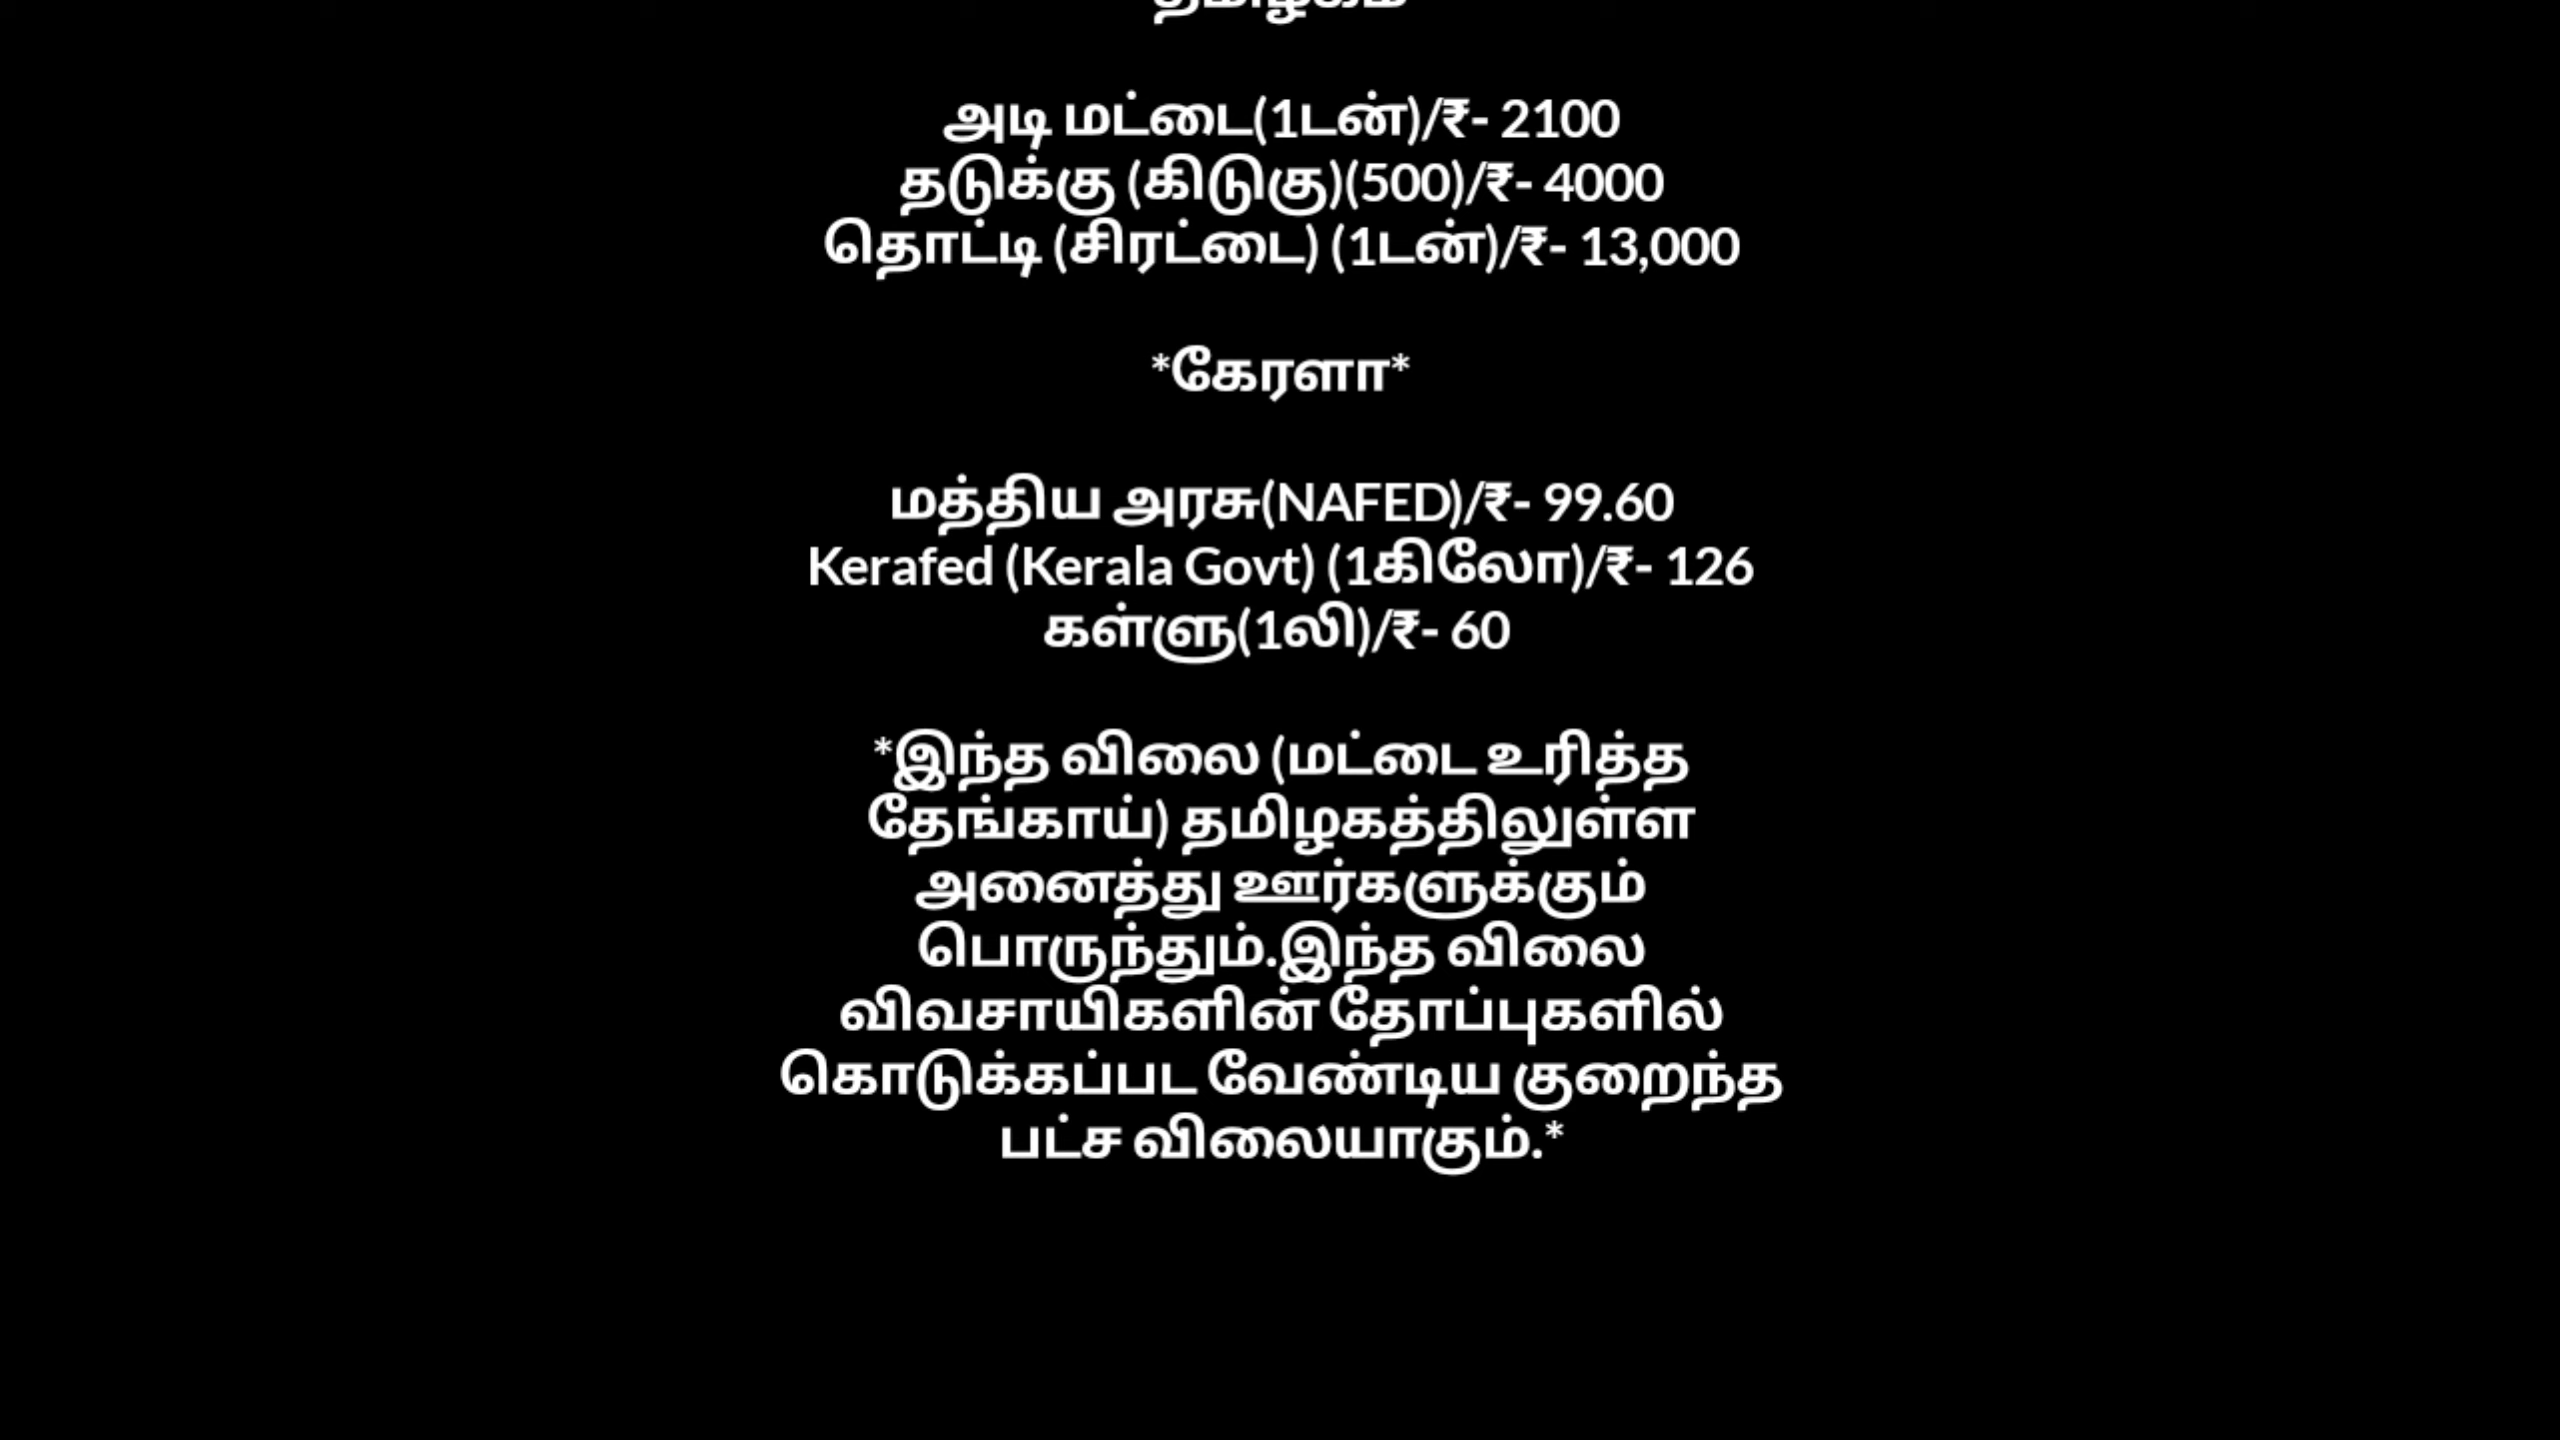 தமிழகம்
அடி மட்டை(1டன்)/₹- 2100
தடுக்கு (கிடுகு)(500)/₹- 4000
தொட்டி (சிரட்டை) (1டன்)/₹- 13,000
*கேரளா*
மத்திய அரசு(NAFED)/₹- 99.60
Kerafed (Kerala Govt) (1கிலோ)/₹- 126
கள்ளு(1லி)/₹- 60
*இந்த விலை (மட்டை உரித்த
தேங்காய்) தமிழகத்திலுள்ள
அனைத்து ஊர்களுக்கும்
பொருந்தும்.இந்த விலை
விவசாயிகளின் தோப்புகளில்
கொடுக்கப்பட வேண்டிய குறைந்த
பட்ச விலையாகும்.*